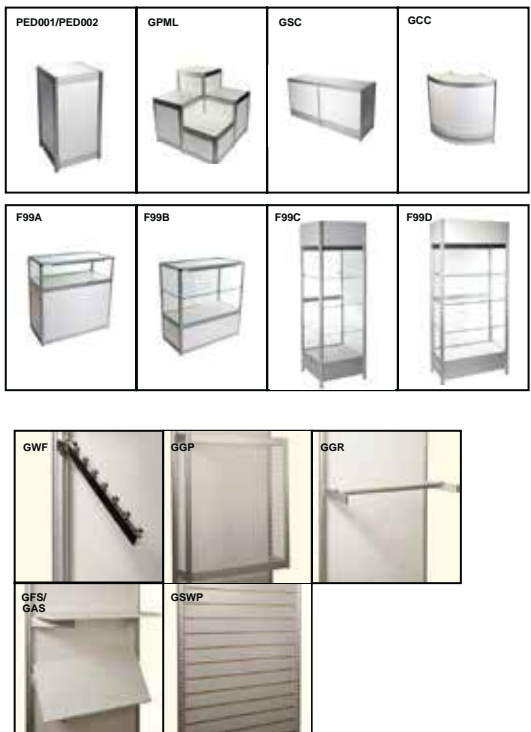 PED001/PED002
GPML
GSC
GCC
F99A
F99B
F99C
F99D
GWF
GGP
GGR
GFS/
GAS
GSWP